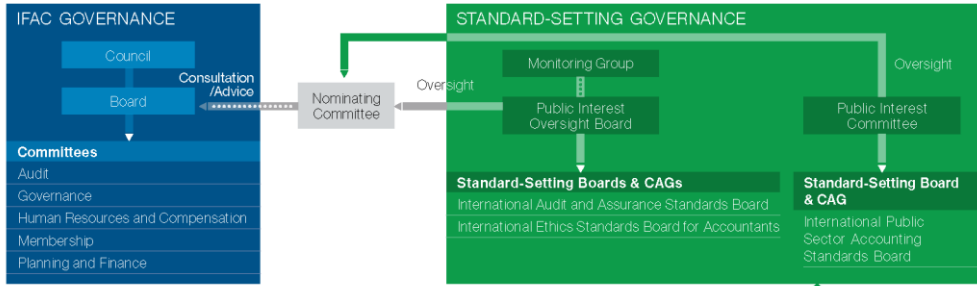 IFAC GOVERNANCE
Council
Board
Consultation
/Advice
Committees
Audit
Governance
Human Resources and Compensation
Membership
Planning and Finance
Nominating
Committee
STANDARD-SETTING GOVERNANCE
Oversight
Monitoring Group
Public Interest
Oversight Board
Oversight
Public Interest
Committee
Standard-Setting Boards & CAGs
International Audit and Assurance Standards Board
International Ethics Standards Board for Accountants
Standard-Setting Board
& CAG
International Public
Sector Accounting
Standards Board